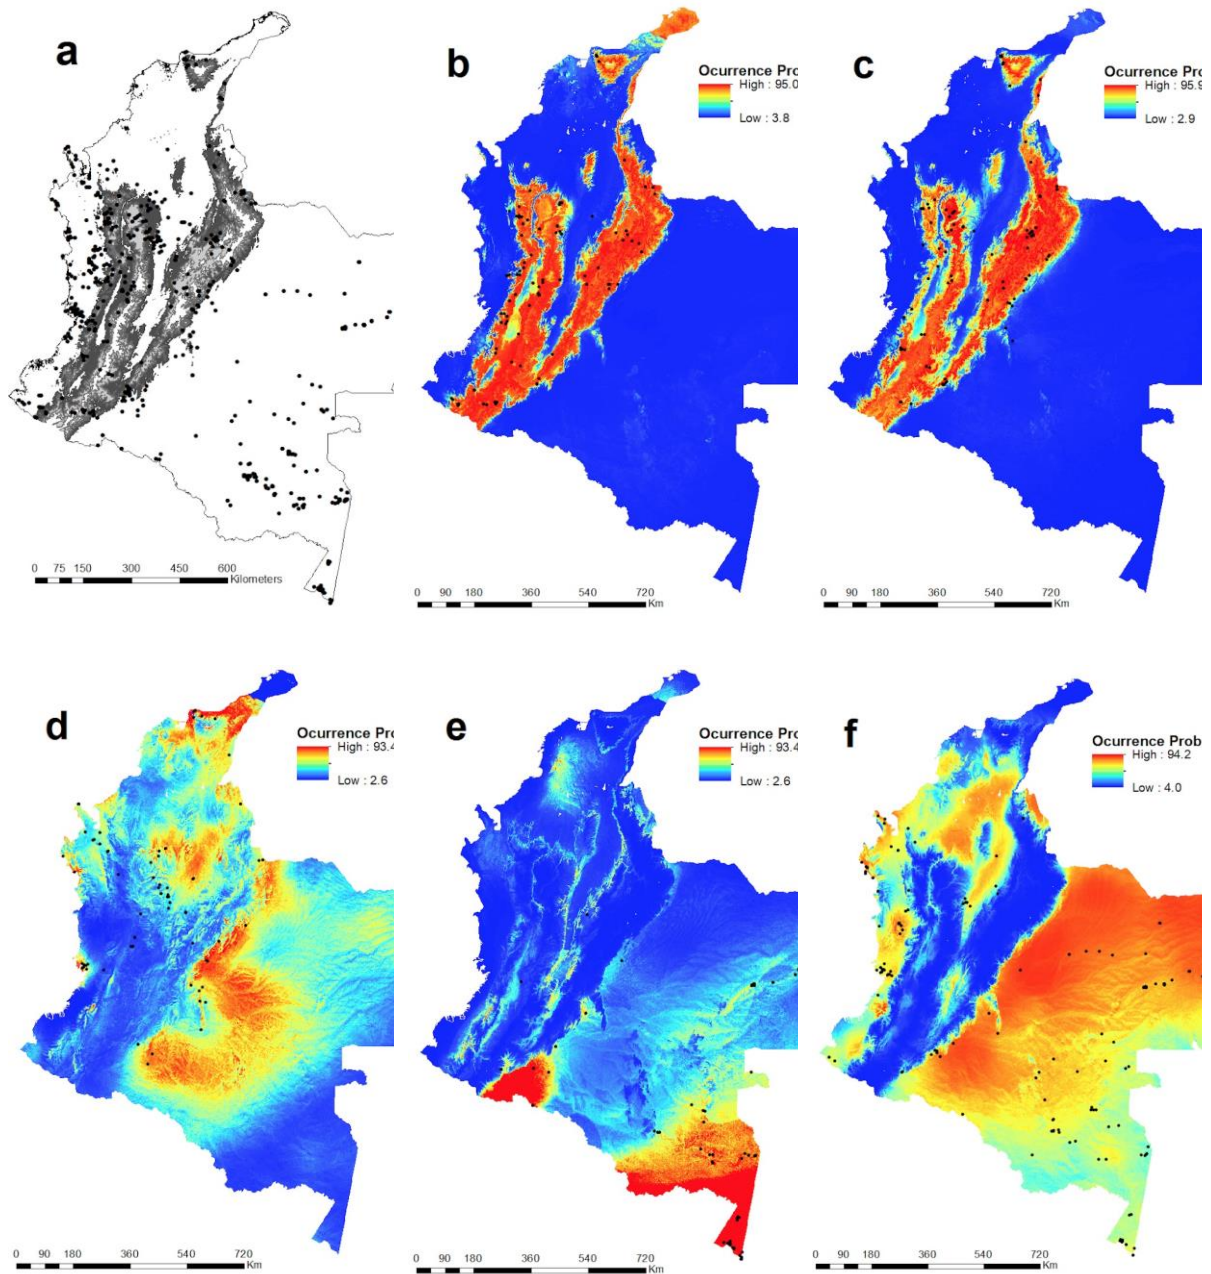 a
0 75 150 300 450 600
Kilometers
b
Ocurrence Pro
High : 95.0
Low : 3.8
0 90 180 360 540 720
Km
c
Ocurrence Pro
High : 95.9
Low : 2.9
0 90 180 360 540 720
Km
d
Ocurrence Pro
High : 93.4
Low : 2.6
0 90 180 360 540 720
Km
e
Ocurrence Pro
High : 93.4
Low : 2.6
0 90 180 360 540 720
Km
f
Ocurrence Prob
High : 94.2
Low : 4.0
0 90 180 360 540 720
Km